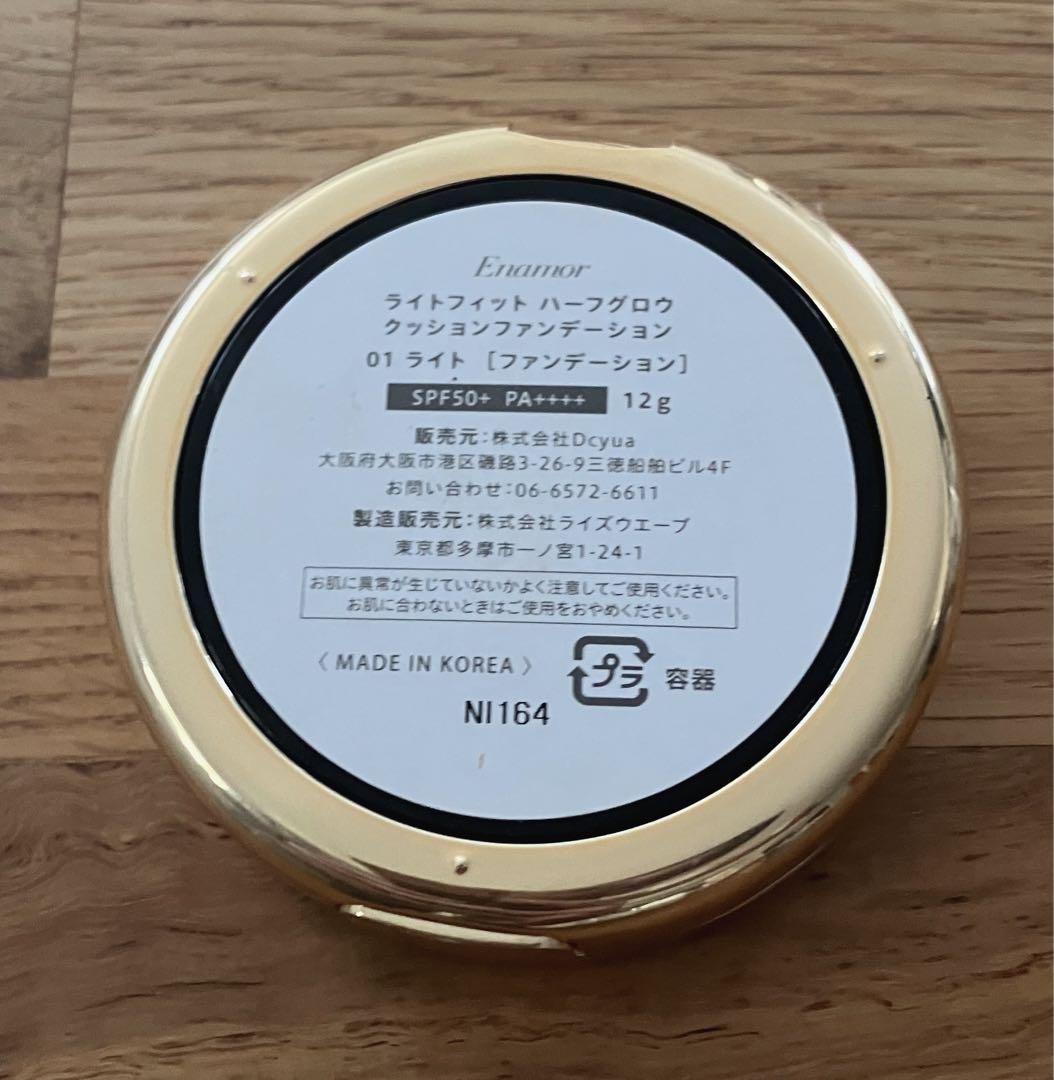 Enamor
ライトフィット ハーフグロウ
クッションファンデーション
01 ライト [ファンデーション]
SPF50+ PA++++ 12g
販売元:株式会社Dcyua
大阪府大阪市港区磯路3-26-9三徳船舶ビル4F
お問い合わせ:06-6572-6611
製造販売元:株式会社ライズウエーブ
東京都多摩市一ノ宮1-24-1
お肌に異常が生じていないかよく注意してご使用ください。
お肌に合わないときはご使用をおやめください。
〈 MADE IN KOREA 〉
プラ 容器
NI164